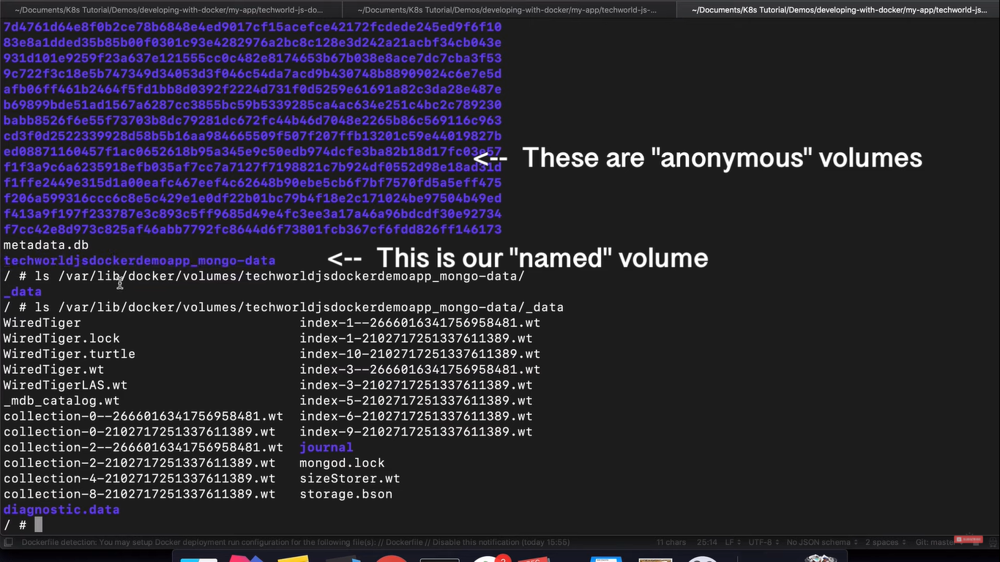 ~/Documents/K8s Tutorial/Demos/developing-with-docker/my-app/techworld-js-do...
~/Documents/K8s Tutorial/Demos/developing-with-docker/my-app/techworld-js-...
~/Documents/K8s Tutorial/Demos/developing-with-docker/my-app/techworld-js...
7d4761d64e8f0b2ce78b6848e4ed9017cf15acefce42172fcdede245ed9f6f10
83e8a1dded35b85b00f0301c93e4282976a2bc8c128e3d242a21acbf34cb043e
931d101e9259f23a637e121555cc0c482e8174653b67b038e8ace7dc7cba3f53
9c722f3c18e5b747349d34053d3f046c54da7acd9b430748b88909024c6e7e5d
afb06ff461b2464f5fd1bb8d0392f2224d731f0d5259e61691a82c3da28e487e
b69899bde51ad1567a6287cc3855bc59b5339285ca4ac634e251c4bc2c789230
babb8526f6e55f73703b8dc79281dc672fc44b46d7048e2265b86c569116c963
cd3f0d2522339928d58b5b16aa984665509f507f207ffb13201c59e44019827b
ed08871160457f1ac0652618b95a345e9c50edb974dcfe3ba82b18d17fc03e57
<-- These are "anonymous" volumes
f1f3a9c6a6235918efb035af7cc7a7127f7198821c7b924df0552d98e18ad31d
f1ffe2449e315d1a00eafc467eef4c62648b90ebe5cb6f7bf7570fd5a5eff475
f206a599316ccc6c8e5c429e1e0df22b01bc79b4f18e2c171024be97504b49ed
f413a9f197f233787e3c893c5ff9685d49e4fc3ee3a17a46a96bdcdf30e92734
f7cc42e8d973c825af46abb7792fc8644d6f73801fcb367cf6fdd826ff146173
metadata.db
techworldjsdockerdemoapp_mongo-data
<-- This is our "named" volume
/ # ls /var/lib/docker/volumes/techworldjsdockerdemoapp_mongo-data/
_data
/ # ls /var/lib/docker/volumes/techworldjsdockerdemoapp_mongo-data/_data
WiredTiger index-1--2666016341756958481.wt
WiredTiger.lock index-1-2102717251337611389.wt
WiredTiger.turtle index-10-2102717251337611389.wt
WiredTiger.wt index-3--2666016341756958481.wt
WiredTigerLAS.wt index-3-2102717251337611389.wt
_mdb_catalog.wt index-5-2102717251337611389.wt
collection-0--2666016341756958481.wt index-6-2102717251337611389.wt
collection-0-2102717251337611389.wt index-9-2102717251337611389.wt
collection-2--2666016341756958481.wt journal
collection-2-2102717251337611389.wt mongod.lock
collection-4-2102717251337611389.wt sizeStorer.wt
collection-8-2102717251337611389.wt storage.bson
diagnostic.data
/ #
Dockerfile detection: You may setup Docker deployment run configuration for the following file(s): // Dockerfile // Disable this notification (today 15:55) 11 chars 25:14 LF UTF-8 No JSON schema 2 spaces Git: master
SUBSCRIBE
2